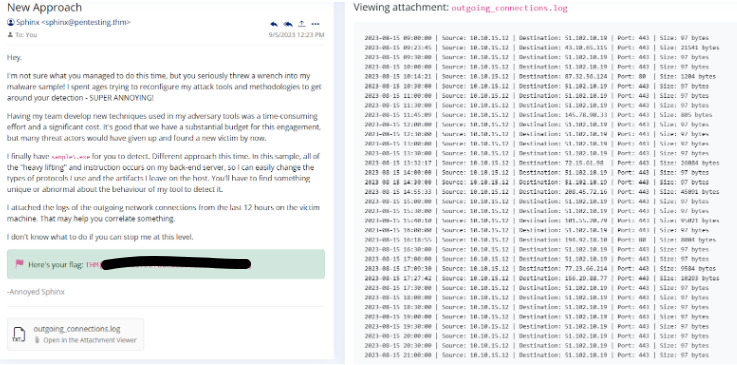 New Approach
Sphinx <sphinx@pentesting.thm>
To: You
9/5/2023 12:23 PM
Hey.
I'm not sure what you managed to do this time, but you seriously threw a wrench into my
malware sample! I spent ages trying to reconfigure my attack tools and methodologies to get
around your detection - SUPER ANNOYING!
Having my team develop new techniques used in my adversary tools was a time-consuming
effort and a significant cost. It's good that we have a substantial budget for this engagement,
but many threat actors would have given up and found a new victim by now.
I finally have sample5.exe for you to detect. Different approach this time. In this sample, all of
the "heavy lifting" and instruction occurs on my back-end server, so I can easily change the
types of protocols I use and the artifacts I leave on the host. You'll have to find something
unique or abnormal about the behaviour of my tool to detect it.
I attached the logs of the outgoing network connections from the last 12 hours on the victim
machine. That may help you correlate something.
I don't know what to do if you can stop me at this level.
Here's your flag: THM
-Annoyed Sphinx
outgoing_connections.log
Open in the Attachment Viewer
TXT
Viewing attachment: outgoing_connections.log
2023-08-15 09:00:00 | Source: 10.10.15.12 | Destination: 51.102.10.19 | Port: 443 | Size: 97 bytes
2023-08-15 09:23:45 | Source: 10.10.15.12 | Destination: 43.10.65.115 | Port: 443 | Size: 21541 bytes
2023-08-15 09:30:00 | Source: 10.10.15.12 | Destination: 51.102.10.19 | Port: 443 | Size: 97 bytes
2023-08-15 10:00:00 | Source: 10.10.15.12 | Destination: 51.102.10.19 | Port: 443 | Size: 97 bytes
2023-08-15 10:14:21 | Source: 10.10.15.12 | Destination: 87.32.56.124 | Port: 80 | Size: 1204 bytes
2023-08-15 10:30:00 | Source: 10.10.15.12 | Destination: 51.102.10.19 | Port: 443 | Size: 97 bytes
2023-08-15 11:00:00 | Source: 10.10.15.12 | Destination: 51.102.10.19 | Port: 443 | Size: 97 bytes
2023-08-15 11:30:00 | Source: 10.10.15.12 | Destination: 51.102.10.19 | Port: 443 | Size: 97 bytes
2023-08-15 11:45:09 | Source: 10.10.15.12 | Destination: 145.78.90.33 | Port: 443 | Size: 805 bytes
2023-08-15 12:00:00 | Source: 10.10.15.12 | Destination: 51.102.10.19 | Port: 443 | Size: 97 bytes
2023-08-15 12:30:00 | Source: 10.10.15.12 | Destination: 51.102.10.19 | Port: 443 | Size: 97 bytes
2023-08-15 13:00:00 | Source: 10.10.15.12 | Destination: 51.102.10.19 | Port: 443 | Size: 97 bytes
2023-08-15 13:30:00 | Source: 10.10.15.12 | Destination: 51.102.10.19 | Port: 443 | Size: 97 bytes
2023-08-15 13:32:17 | Source: 10.10.15.12 | Destination: 72.15.61.98 | Port: 443 | Size: 26084 bytes
2023-08-15 14:00:00 | Source: 10.10.15.12 | Destination: 51.102.10.19 | Port: 443 | Size: 97 bytes
2023-08-15 14:30:00 | Source: 10.10.15.12 | Destination: 51.102.10.19 | Port: 443 | Size: 97 bytes
2023-08-15 14:55:33 | Source: 10.10.15.12 | Destination: 208.45.72.16 | Port: 443 | Size: 45091 bytes
2023-08-15 15:00:00 | Source: 10.10.15.12 | Destination: 51.102.10.19 | Port: 443 | Size: 97 bytes
2023-08-15 15:30:00 | Source: 10.10.15.12 | Destination: 51.102.10.19 | Port: 443 | Size: 97 bytes
2023-08-15 15:40:10 | Source: 10.10.15.12 | Destination: 101.55.20.79 | Port: 443 | Size: 95021 bytes
2023-08-15 16:00:00 | Source: 10.10.15.12 | Destination: 51.102.10.19 | Port: 443 | Size: 97 bytes
2023-08-15 16:18:55 | Source: 10.10.15.12 | Destination: 194.92.18.10 | Port: 80 | Size: 8004 bytes
2023-08-15 16:30:00 | Source: 10.10.15.12 | Destination: 51.102.10.19 | Port: 443 | Size: 97 bytes
2023-08-15 17:00:00 | Source: 10.10.15.12 | Destination: 51.102.10.19 | Port: 443 | Size: 97 bytes
2023-08-15 17:09:30 | Source: 10.10.15.12 | Destination: 77.23.66.214 | Port: 443 | Size: 9584 bytes
2023-08-15 17:27:42 | Source: 10.10.15.12 | Destination: 156.29.88.77 | Port: 443 | Size: 10293 bytes
2023-08-15 17:30:00 | Source: 10.10.15.12 | Destination: 51.102.10.19 | Port: 443 | Size: 97 bytes
2023-08-15 18:00:00 | Source: 10.10.15.12 | Destination: 51.102.10.19 | Port: 443 | Size: 97 bytes
2023-08-15 18:30:00 | Source: 10.10.15.12 | Destination: 51.102.10.19 | Port: 443 | Size: 97 bytes
2023-08-15 19:00:00 | Source: 10.10.15.12 | Destination: 51.102.10.19 | Port: 443 | Size: 97 bytes
2023-08-15 19:30:00 | Source: 10.10.15.12 | Destination: 51.102.10.19 | Port: 443 | Size: 97 bytes
2023-08-15 20:00:00 | Source: 10.10.15.12 | Destination: 51.102.10.19 | Port: 443 | Size: 97 bytes
2023-08-15 20:30:00 | Source: 10.10.15.12 | Destination: 51.102.10.19 | Port: 443 | Size: 97 bytes
2023-08-15 21:00:00 | Source: 10.10.15.12 | Destination: 51.102.10.19 | Port: 443 | Size: 97 bytes